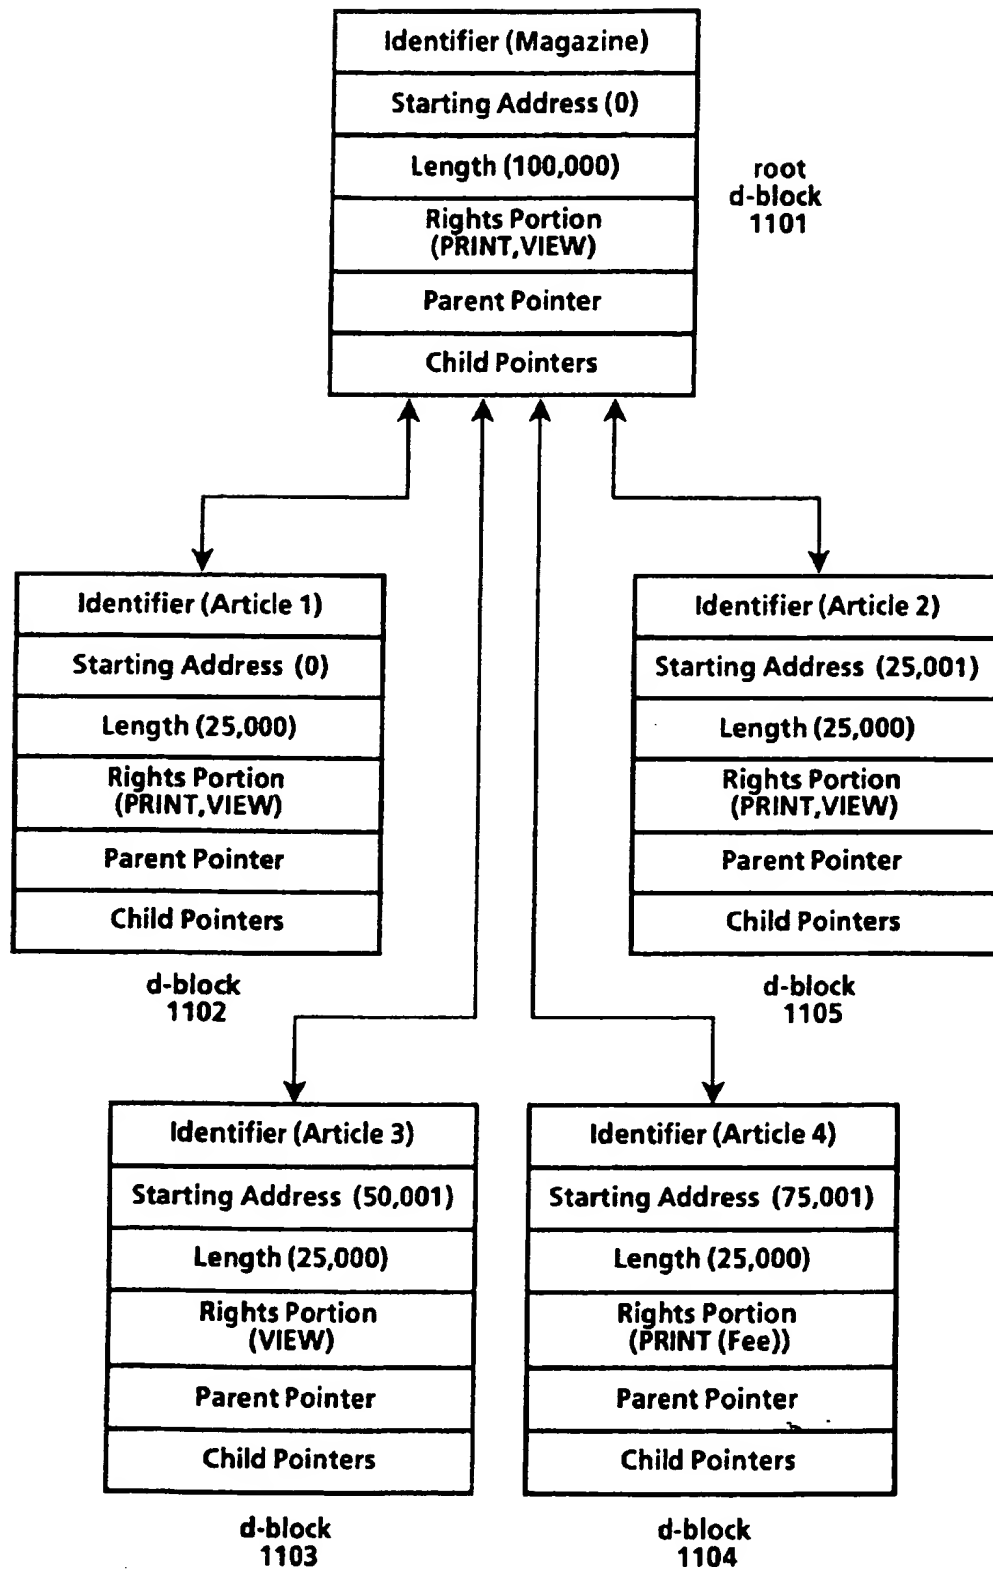 Identifier (Magazine)
Starting Address (0)
Length (100,000)
Rights Portion
(PRINT,VIEW)
Parent Pointer
Child Pointers
root
d-block
1101
Identifier (Article 1)
Starting Address (0)
Length (25,000)
Rights Portion
(PRINT,VIEW)
Parent Pointer
Child Pointers
d-block
1102
Identifier (Article 2)
Starting Address (25,001)
Length (25,000)
Rights Portion
(PRINT,VIEW)
Parent Pointer
Child Pointers
d-block
1105
Identifier (Article 3)
Starting Address (50,001)
Length (25,000)
Rights Portion
(VIEW)
Parent Pointer
Child Pointers
d-block
1103
Identifier (Article 4)
Starting Address (75,001)
Length (25,000)
Rights Portion
(PRINT (Fee))
Parent Pointer
Child Pointers
d-block
1104